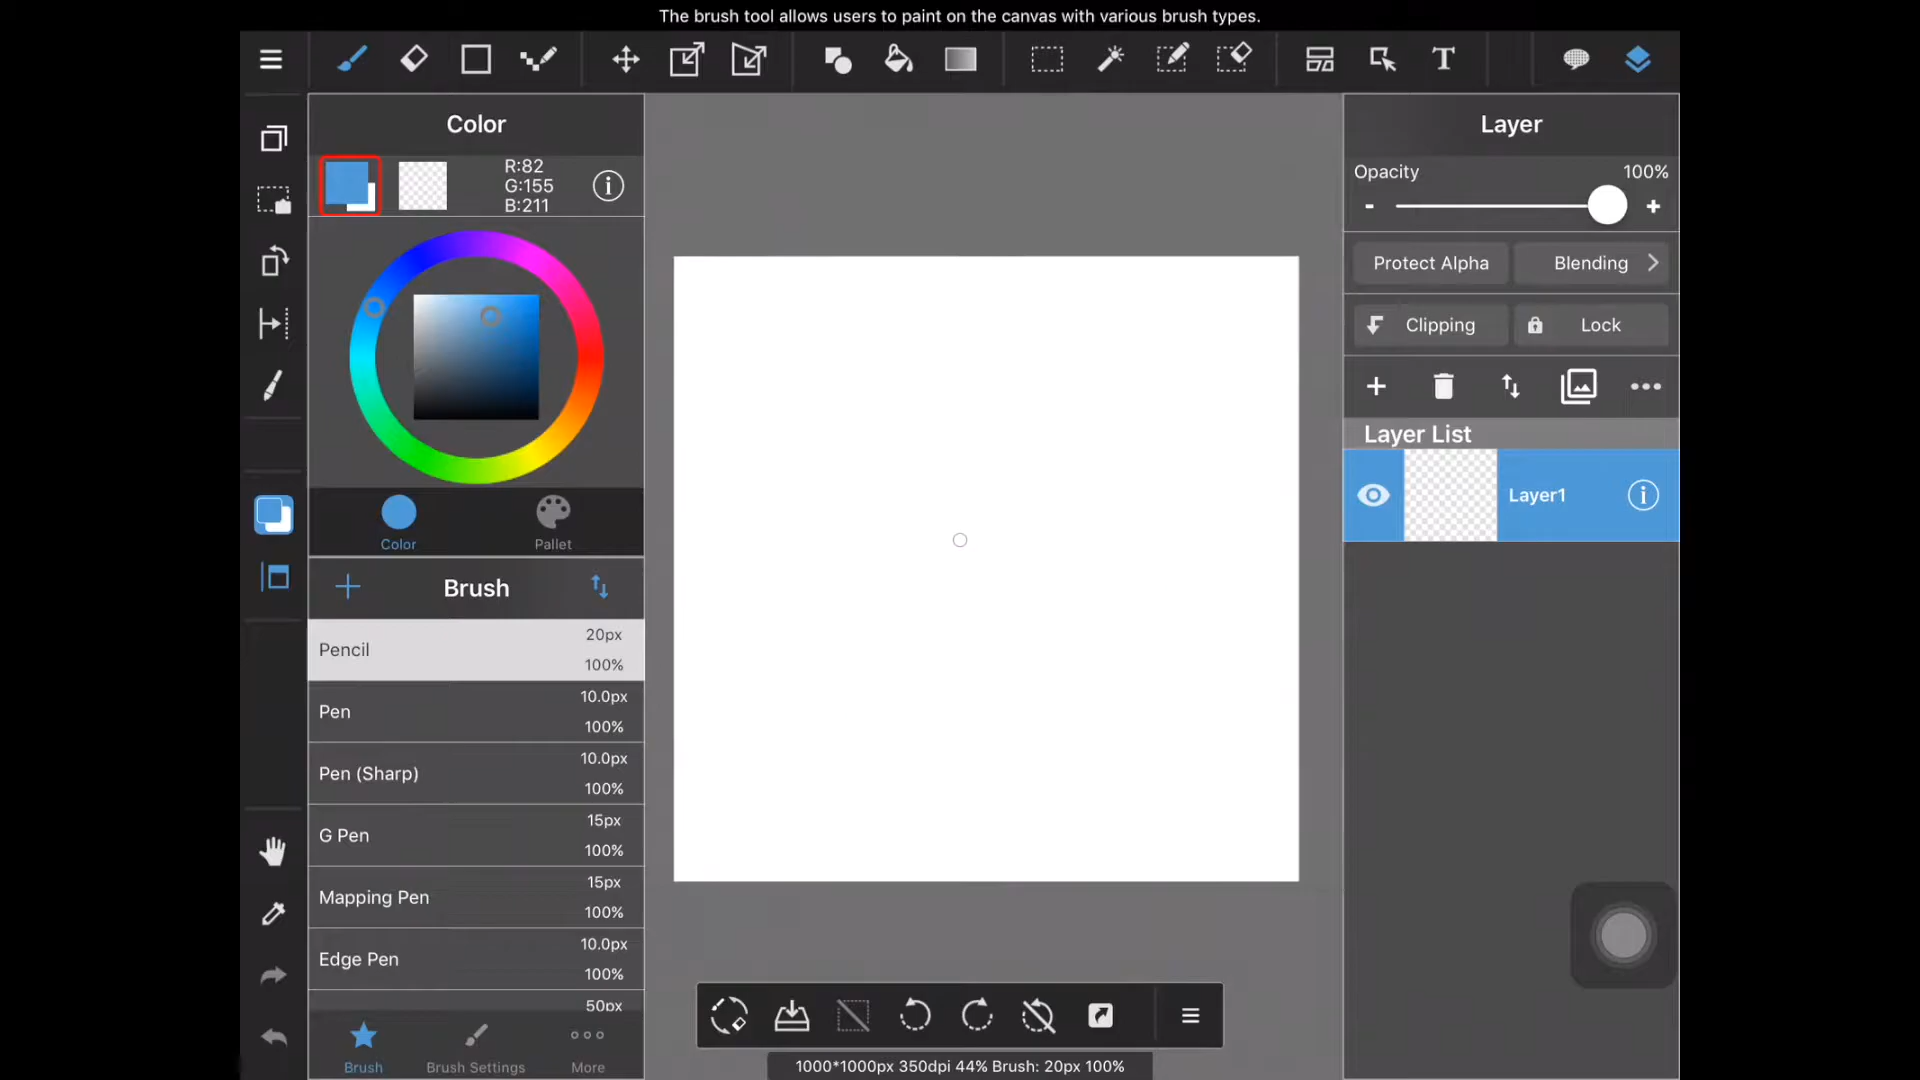 The brush tool allows users to paint on the canvas with various brush types.
T
Color
R:82
G:155
B:211
Color
Pallet
Brush
Pencil
20px
100%
Pen
10.0px
100%
Pen (Sharp)
10.0px
100%
G Pen
15px
100%
Mapping Pen
15px
100%
Edge Pen
10.0px
100%
50px
Brush
Brush Settings
More
1000*1000px 350dpi 44% Brush: 20px 100%
Layer
Opacity
100%
- +
Protect Alpha
Blending
Clipping
Lock
Layer List
Layer1